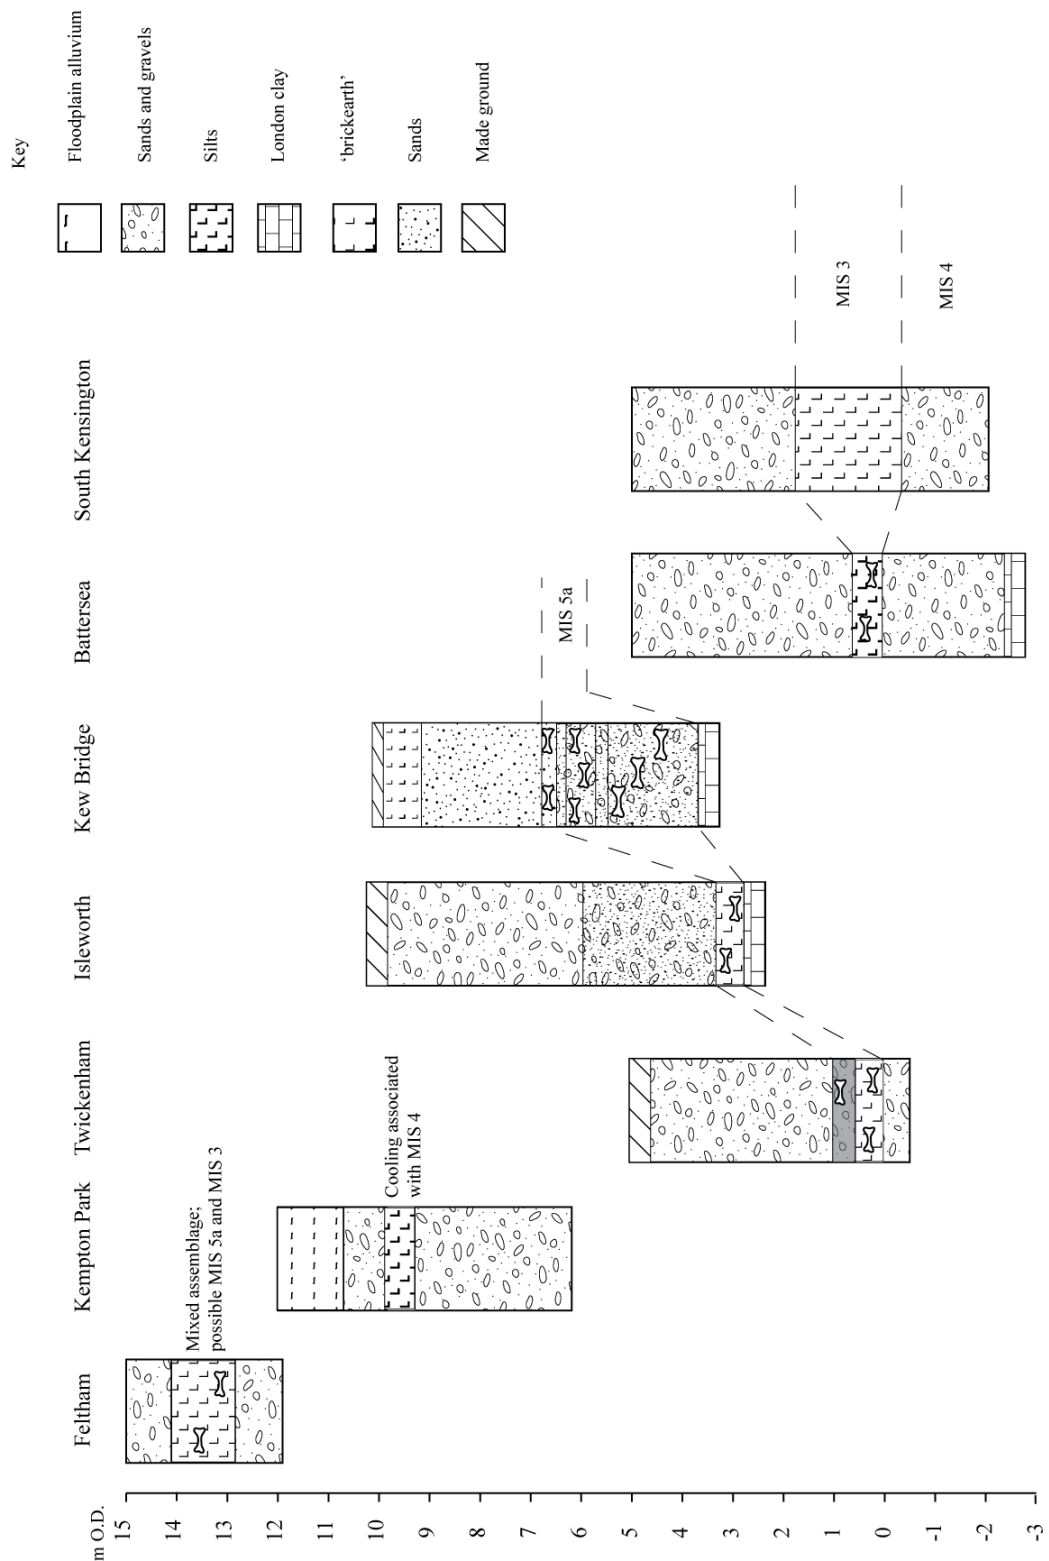 Feltham
Kempton Park
Twickenham
Isleworth
Kew Bridge
Battersea
South Kensington
Key
Floodplain alluvium
Sands and gravels
Silts
London clay
‘brickearth’
Sands
Made ground
Mixed assemblage;
possible MIS 5a and MIS 3
Cooling associated
with MIS 4
MIS 5a
MIS 3
MIS 4
m O.D.
15
14
13
12
11
10
9
8
7
6
5
4
3
2
1
0
-1
-2
-3